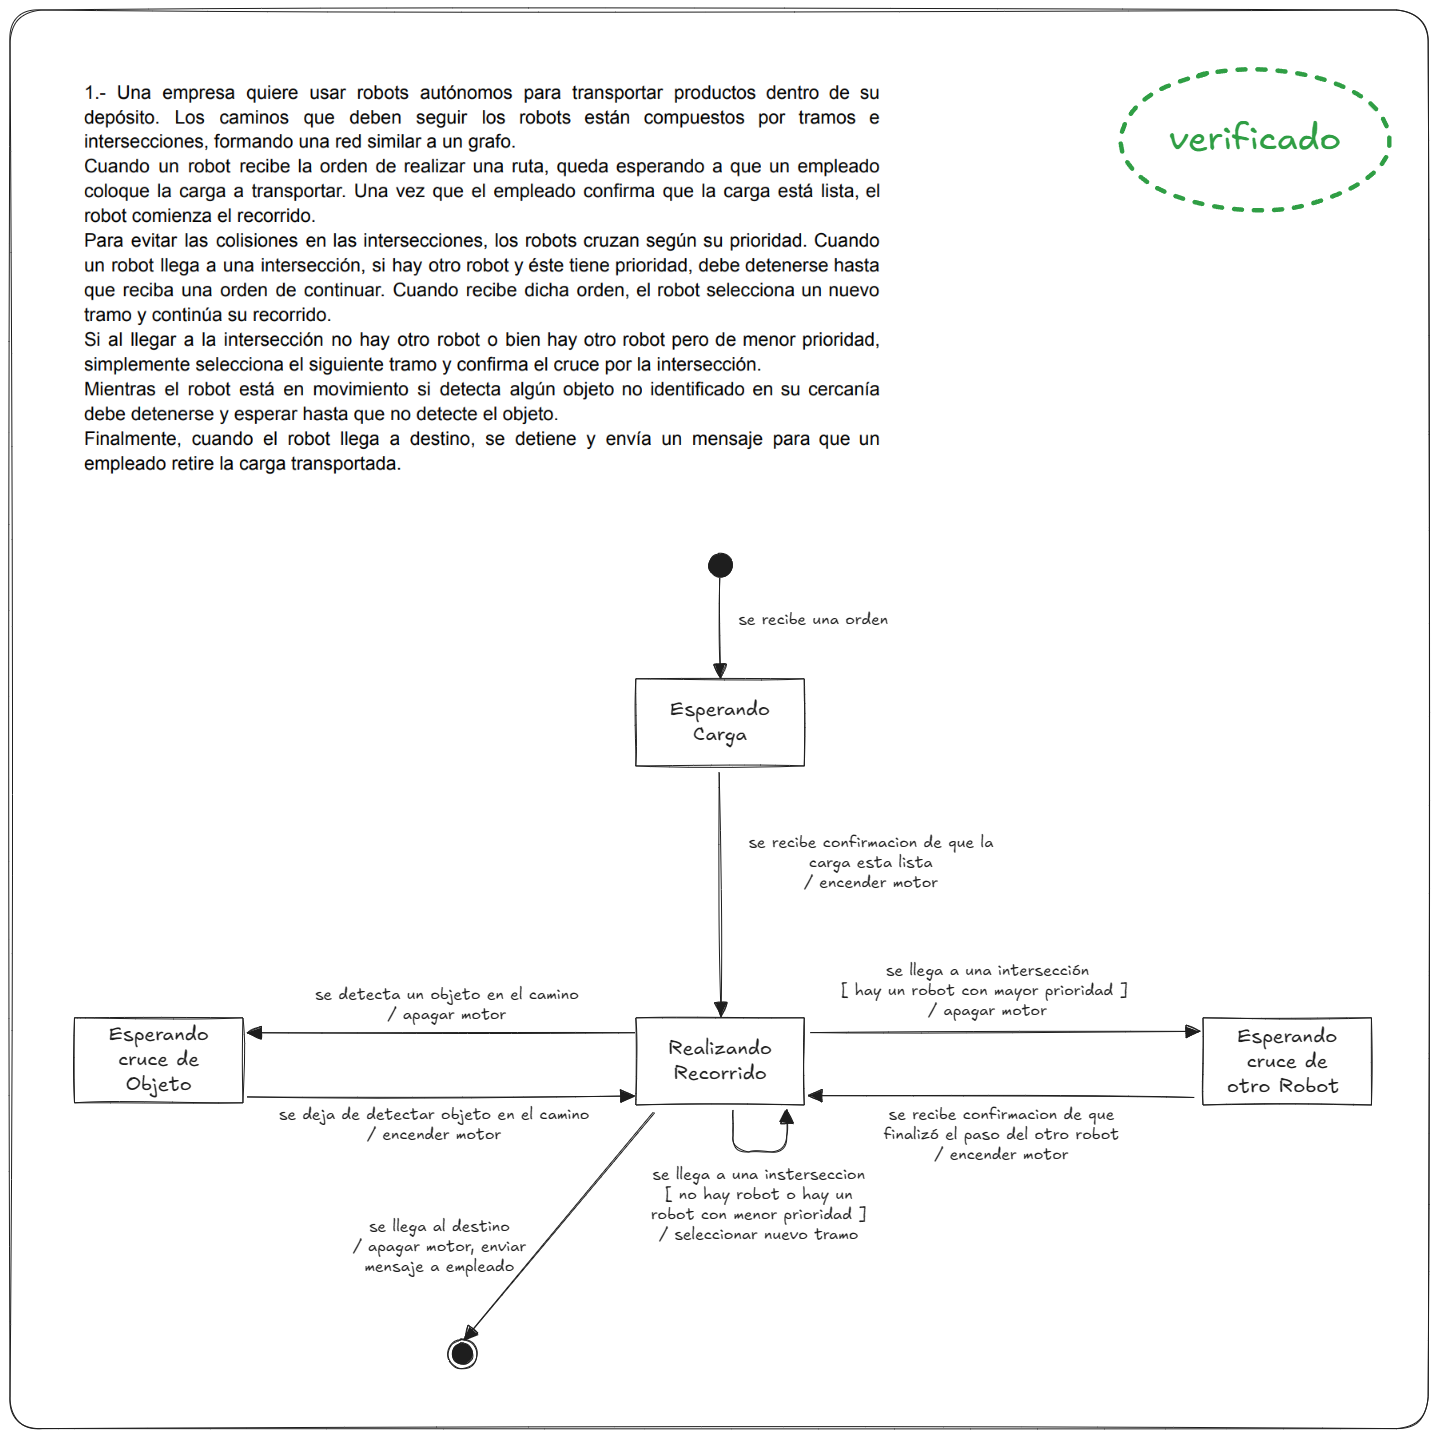 1.- Una empresa quiere usar robots autónomos para transportar productos dentro de su
depósito. Los caminos que deben seguir los robots están compuestos por tramos e
intersecciones, formando una red similar a un grafo.
Cuando un robot recibe la orden de realizar una ruta, queda esperando a que un empleado
coloque la carga a transportar. Una vez que el empleado confirma que la carga está lista, el
robot comienza el recorrido.
Para evitar las colisiones en las intersecciones, los robots cruzan según su prioridad. Cuando
un robot llega a una intersección, si hay otro robot y éste tiene prioridad, debe detenerse hasta
que reciba una orden de continuar. Cuando recibe dicha orden, el robot selecciona un nuevo
tramo y continúa su recorrido.
Si al llegar a la intersección no hay otro robot o bien hay otro robot pero de menor prioridad,
simplemente selecciona el siguiente tramo y confirma el cruce por la intersección.
Mientras el robot está en movimiento si detecta algún objeto no identificado en su cercanía
debe detenerse y esperar hasta que no detecte el objeto.
Finalmente, cuando el robot llega a destino, se detiene y envía un mensaje para que un
empleado retire la carga transportada.
verificado
se recibe una orden
Esperando
Carga
se recibe confirmacion de que la
carga esta lista
/ encender motor
se detecta un objeto en el camino
/ apagar motor
se llega a una intersección
[ hay un robot con mayor prioridad ]
/ apagar motor
Esperando
cruce de
Objeto
Realizando
Recorrido
Esperando
cruce de
otro Robot
se deja de detectar objeto en el camino
/ encender motor
se recibe confirmacion de que
finalizó el paso del otro robot
/ encender motor
se llega a una insterseccion
[ no hay robot o hay un
robot con menor prioridad ]
/ seleccionar nuevo tramo
se llega al destino
/ apagar motor, enviar
mensaje a empleado